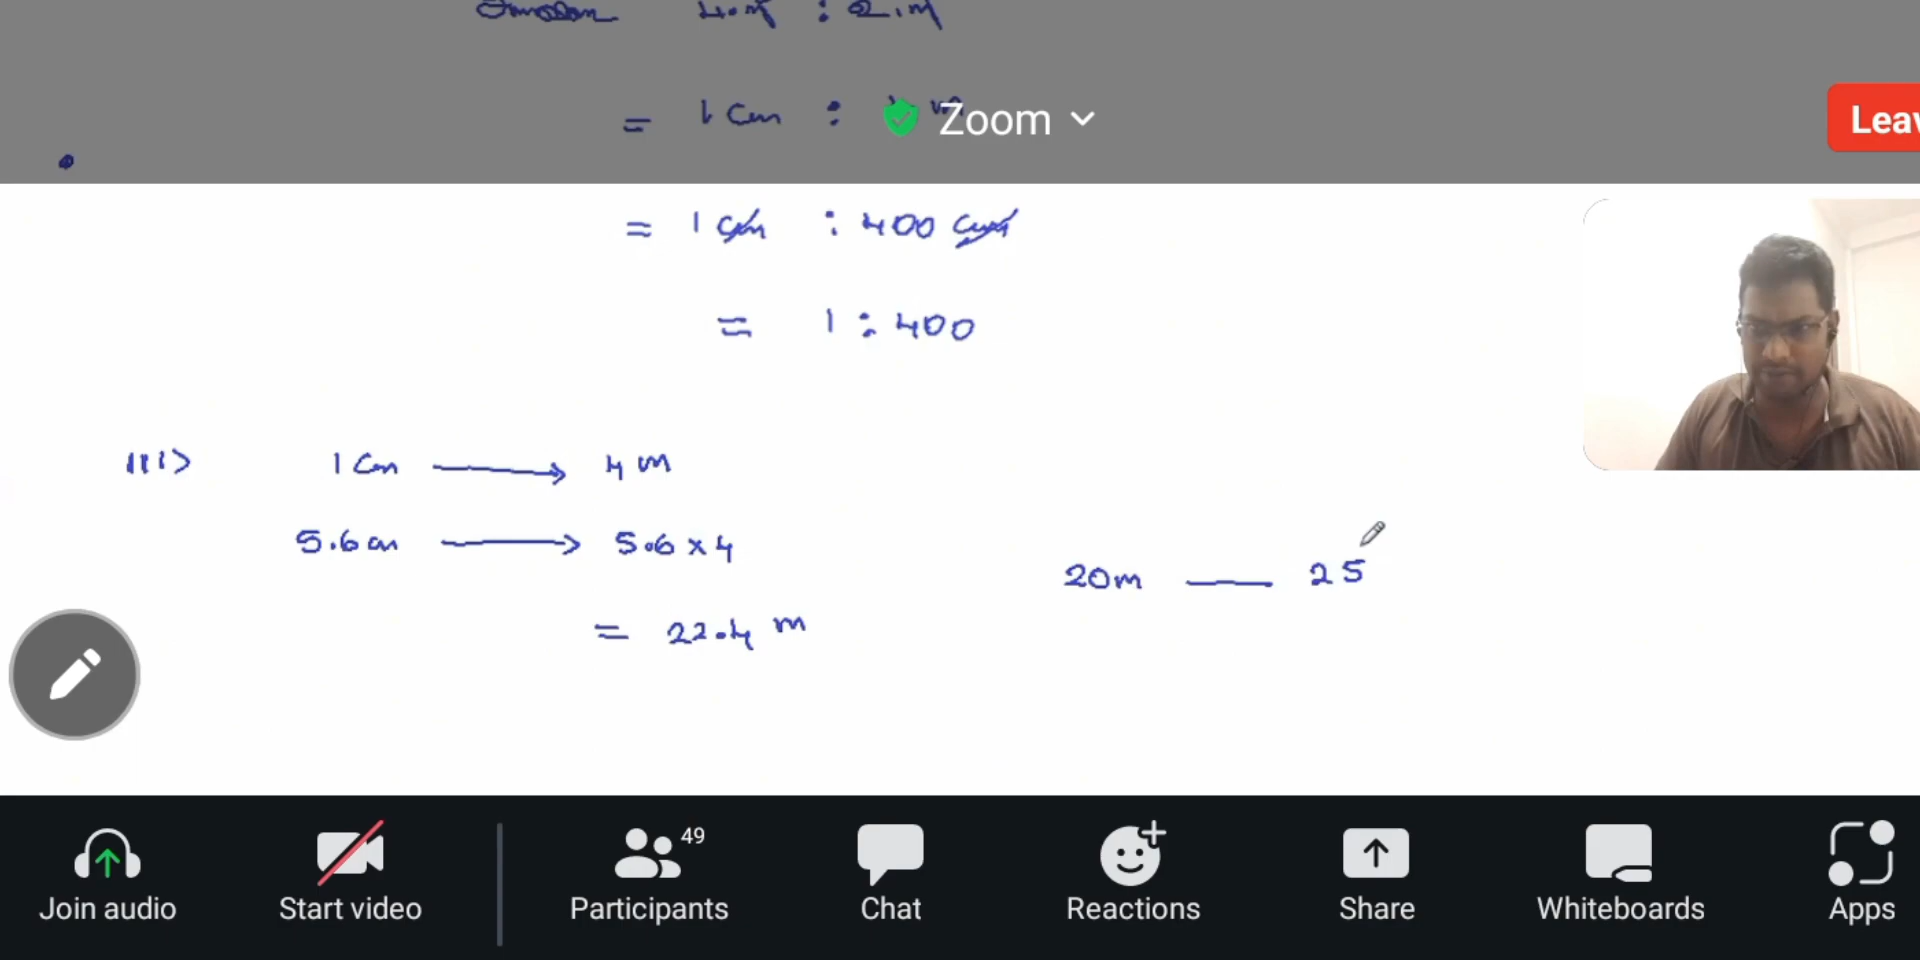 : 2.m
= 1 cm :
Zoom
Leav
= 1 cm : 400 cm
= 1 : 400
iii> 1 cm → 4 m
5.6 cm → 5.6 x 4
20m — 25
= 22.4 m
49
Join audio
Start video
Participants
Chat
Reactions
Share
Whiteboards
Apps